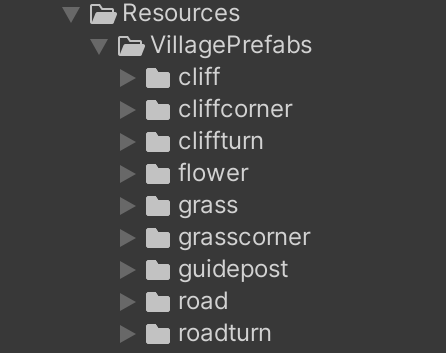 Resources
VillagePrefabs
cliff
cliffcorner
cliffturn
flower
grass
grasscorner
guidepost
road
roadturn